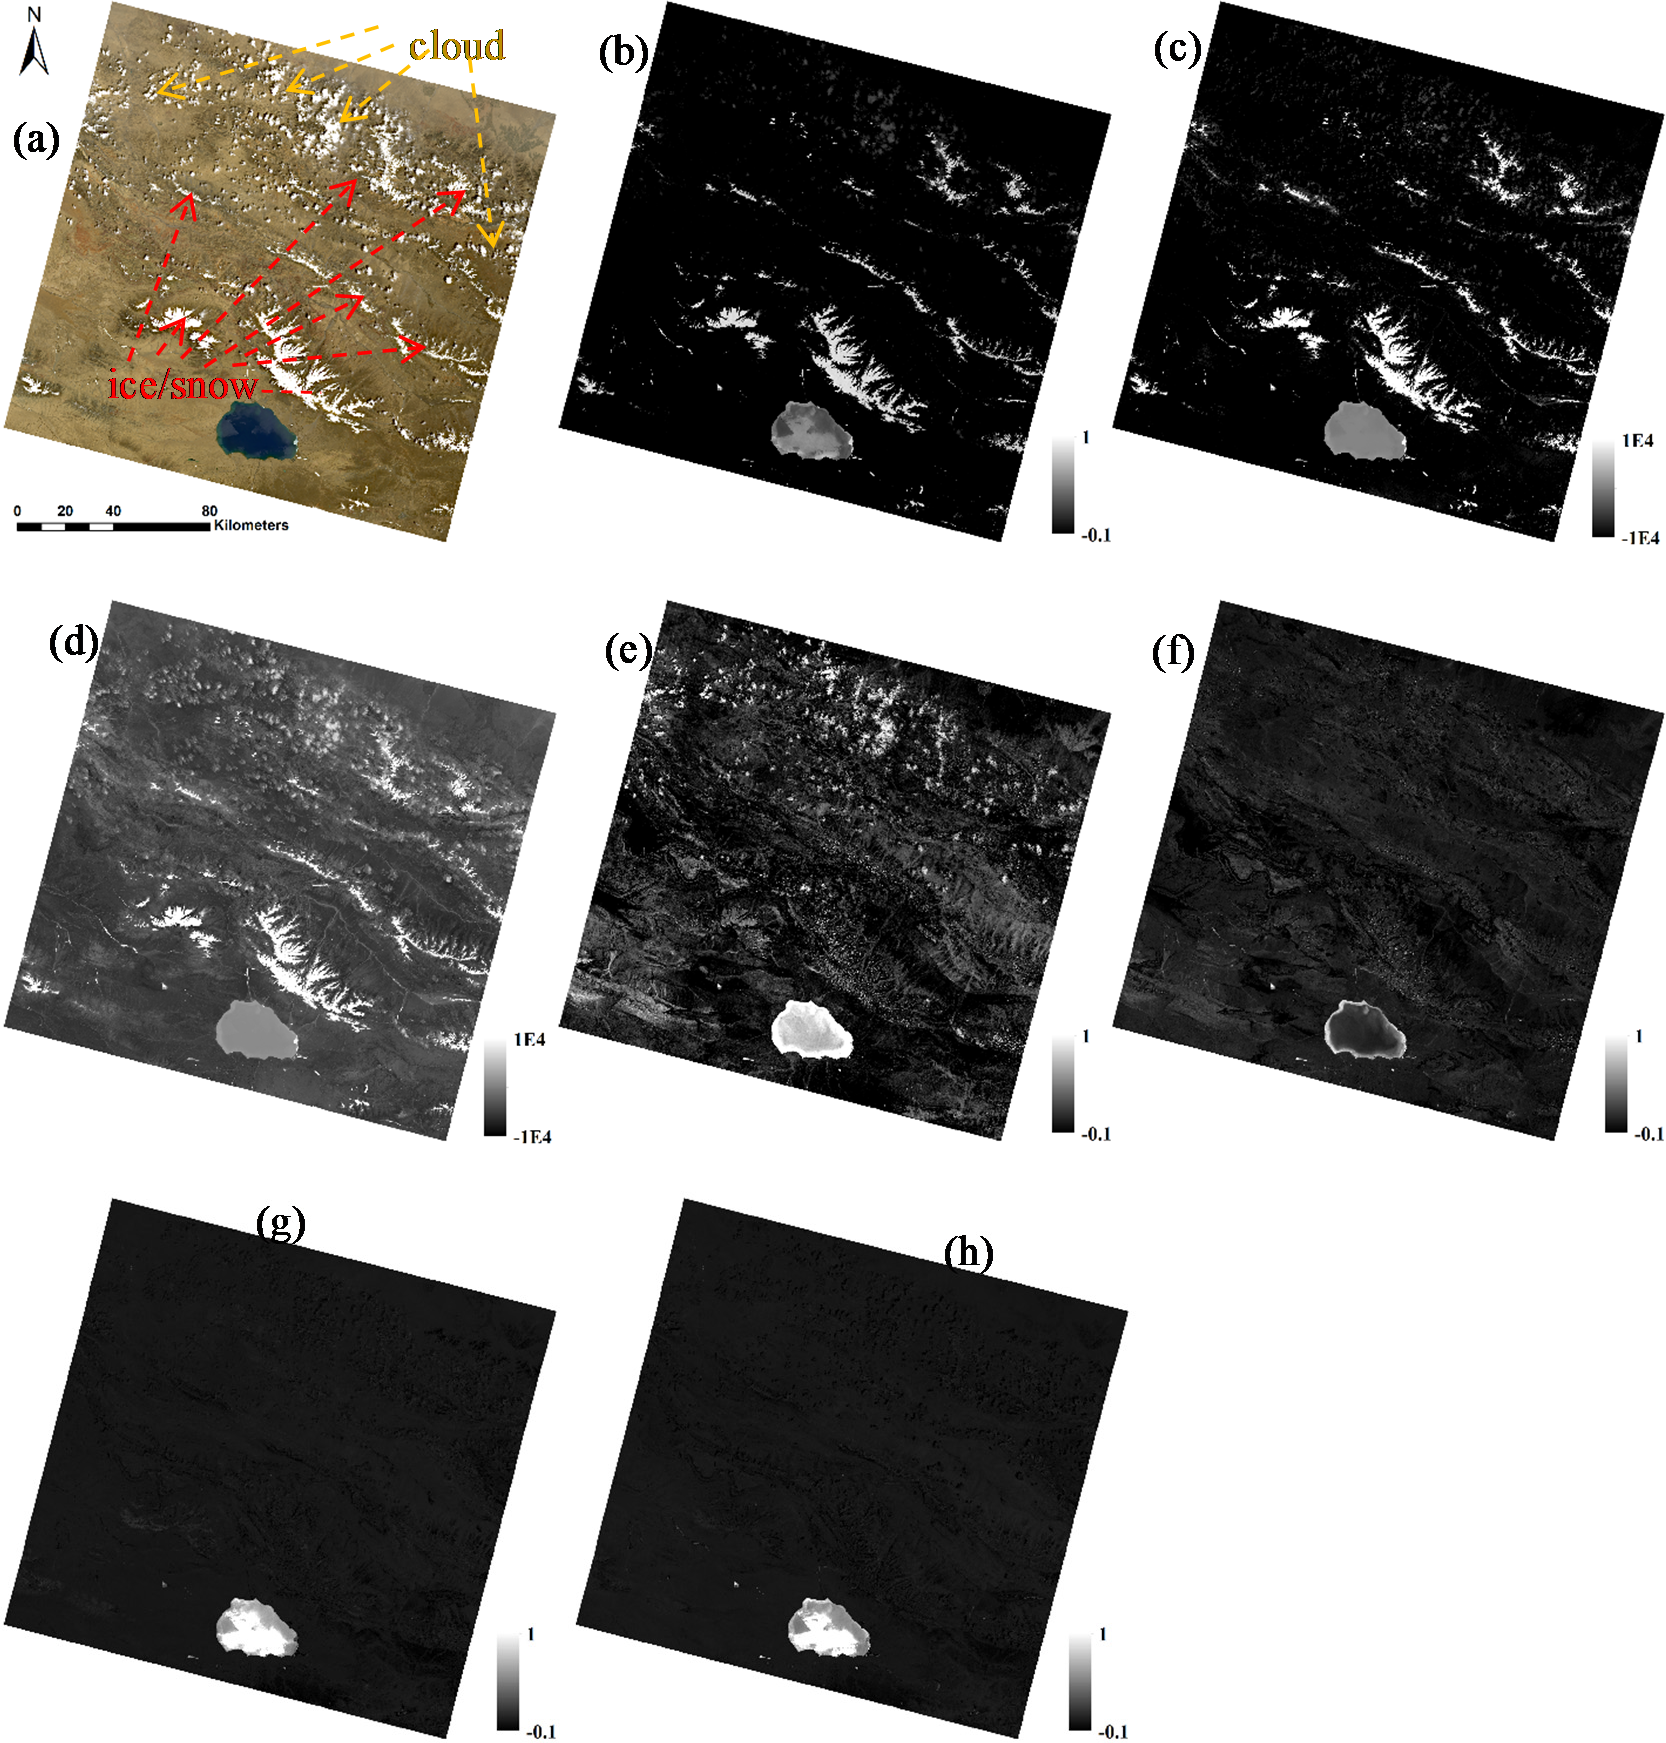 N
cloud
(a)
ice/snow
0 20 40 80
Kilometers
(b)
1
-0.1
(c)
1E4
-1E4
(d)
1E4
-1E4
(e)
1
-0.1
(f)
1
-0.1
(g)
1
-0.1
(h)
1
-0.1